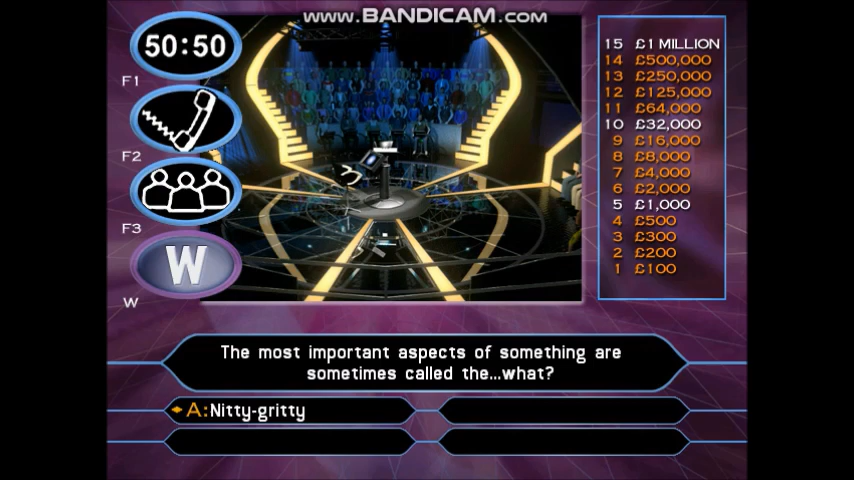 www.BANDICAM.com
50:50
F1
F2
F3
W
W
15 £1 MILLION
14 £500,000
13 £250,000
12 £125,000
11 £64,000
10 £32,000
9 £16,000
8 £8,000
7 £4,000
6 £2,000
5 £1,000
4 £500
3 £300
2 £200
1 £100
The most important aspects of something are
sometimes called the...what?
A:Nitty-gritty